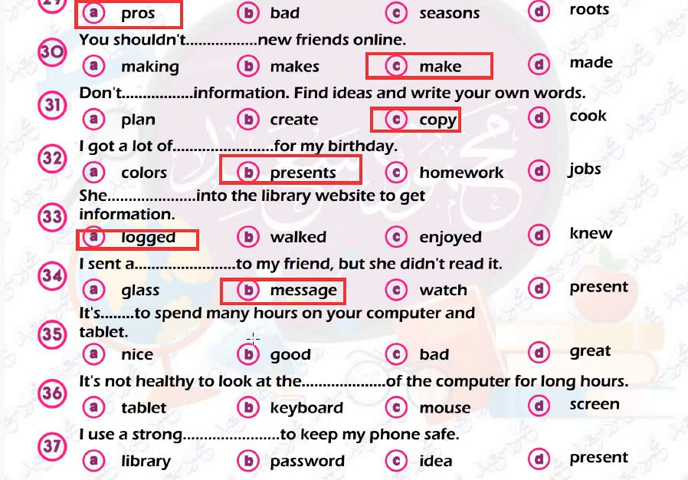 29
a pros b bad c seasons d roots
30 You shouldn't.................new friends online.
a making b makes c make d made
31 Don't.................information. Find ideas and write your own words.
a plan b create c copy d cook
32 I got a lot of........................for my birthday.
a colors b presents c homework d jobs
33 She.....................into the library website to get
information.
a logged b walked c enjoyed d knew
34 I sent a........................to my friend, but she didn't read it.
a glass b message c watch d present
35 It's........to spend many hours on your computer and
tablet.
a nice b good c bad d great
36 It's not healthy to look at the....................of the computer for long hours.
a tablet b keyboard c mouse d screen
37 I use a strong.......................to keep my phone safe.
a library b password c idea d present